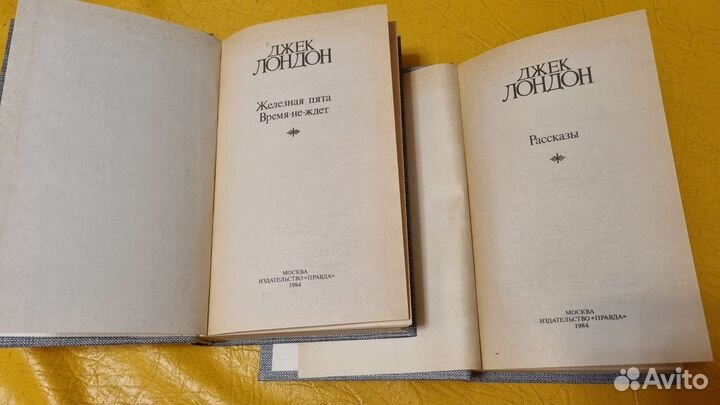 ДЖЕК
ЛОНДОН
Железная пята
Время-не-ждет
МОСКВА
ИЗДАТЕЛЬСТВО «ПРАВДА»
1984
ДЖЕК
ЛОНДОН
Рассказы
МОСКВА
ИЗДАТЕЛЬСТВО «ПРАВДА»
1984
Avito